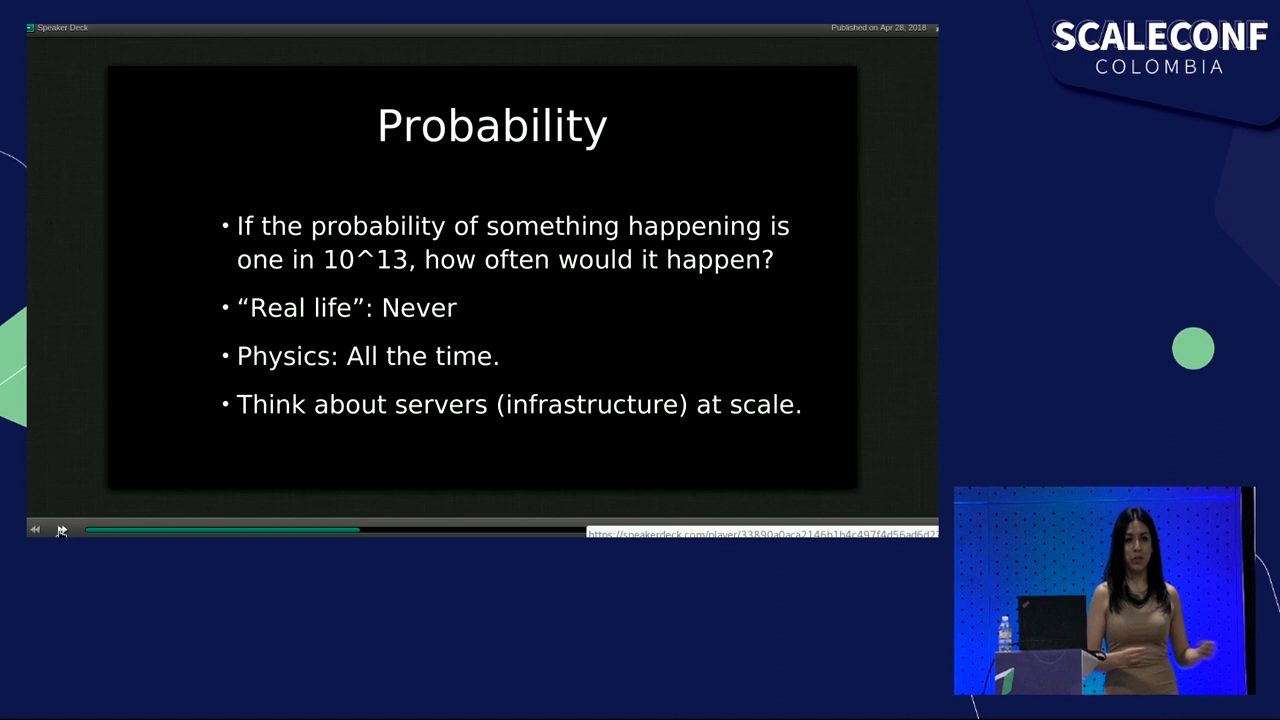 Speaker Deck
Published on Apr 28, 2018
SCALECONF
COLOMBIA
Probability
• If the probability of something happening is
one in 10^13, how often would it happen?
• “Real life”: Never
• Physics: All the time.
• Think about servers (infrastructure) at scale.